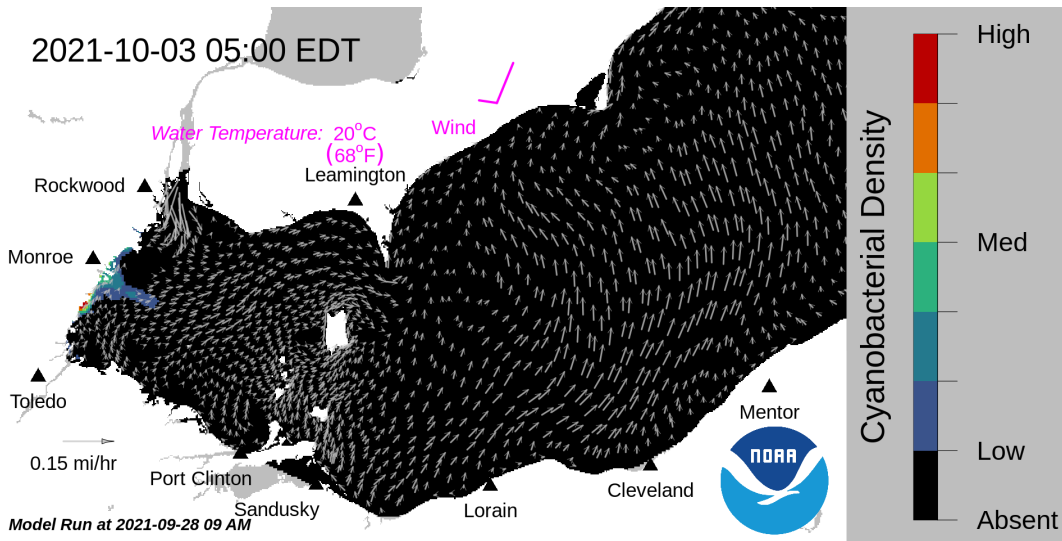 2021-10-03 05:00 EDT
High
Wind
Water Temperature: 20°C
(68°F)
Leamington
Rockwood
Cyanobacterial Density
Med
Monroe
Toledo
Mentor
0.15 mi/hr
NOAA
Low
Port Clinton
Cleveland
Sandusky
Lorain
Absent
Model Run at 2021-09-28 09 AM